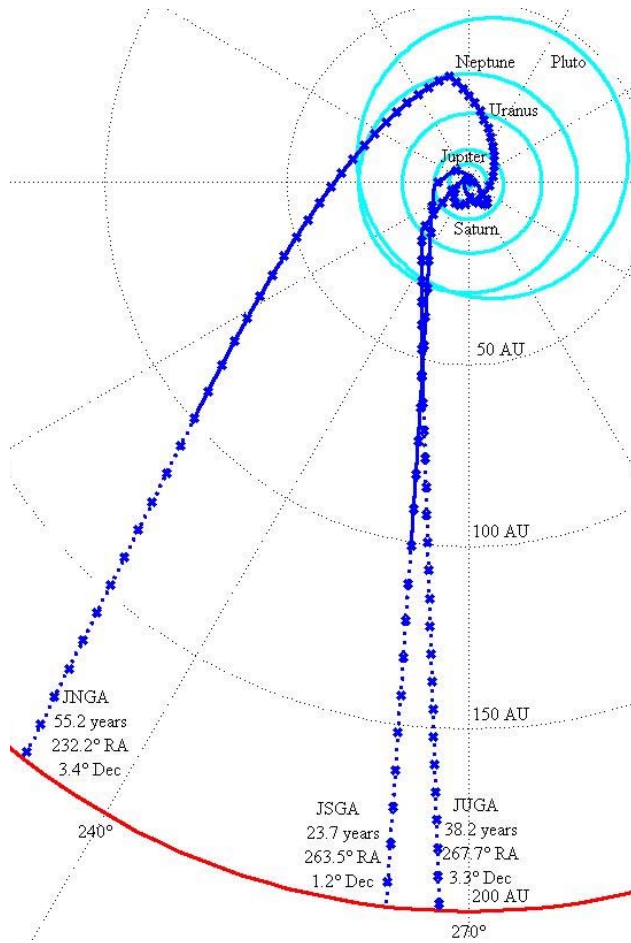 Neptune
Pluto
Uránus
Jupiter
Saturn
50 AU
100 AU
150 AU
JNGA
55.2 years
232.2° RA
3.4° Dec
240°
JSGA
23.7 years
263.5° RA
1.2° Dec
JUGA
38.2 years
267.7° RA
3.3° Dec
200 AU
270°